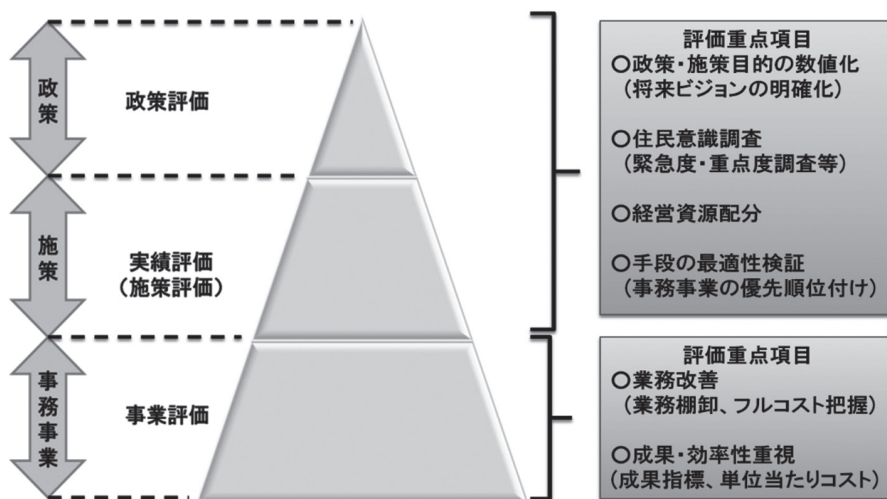 政策
政策評価
施策
実績評価
(施策評価)
事務事業
事業評価
評価重点項目
○政策・施策目的の数値化
(将来ビジョンの明確化)
○住民意識調査
(緊急度・重点度調査等)
○経営資源配分
○手段の最適性検証
(事務事業の優先順位付け)
評価重点項目
○業務改善
(業務棚卸、フルコスト把握)
○成果・効率性重視
(成果指標、単位当たりコスト)